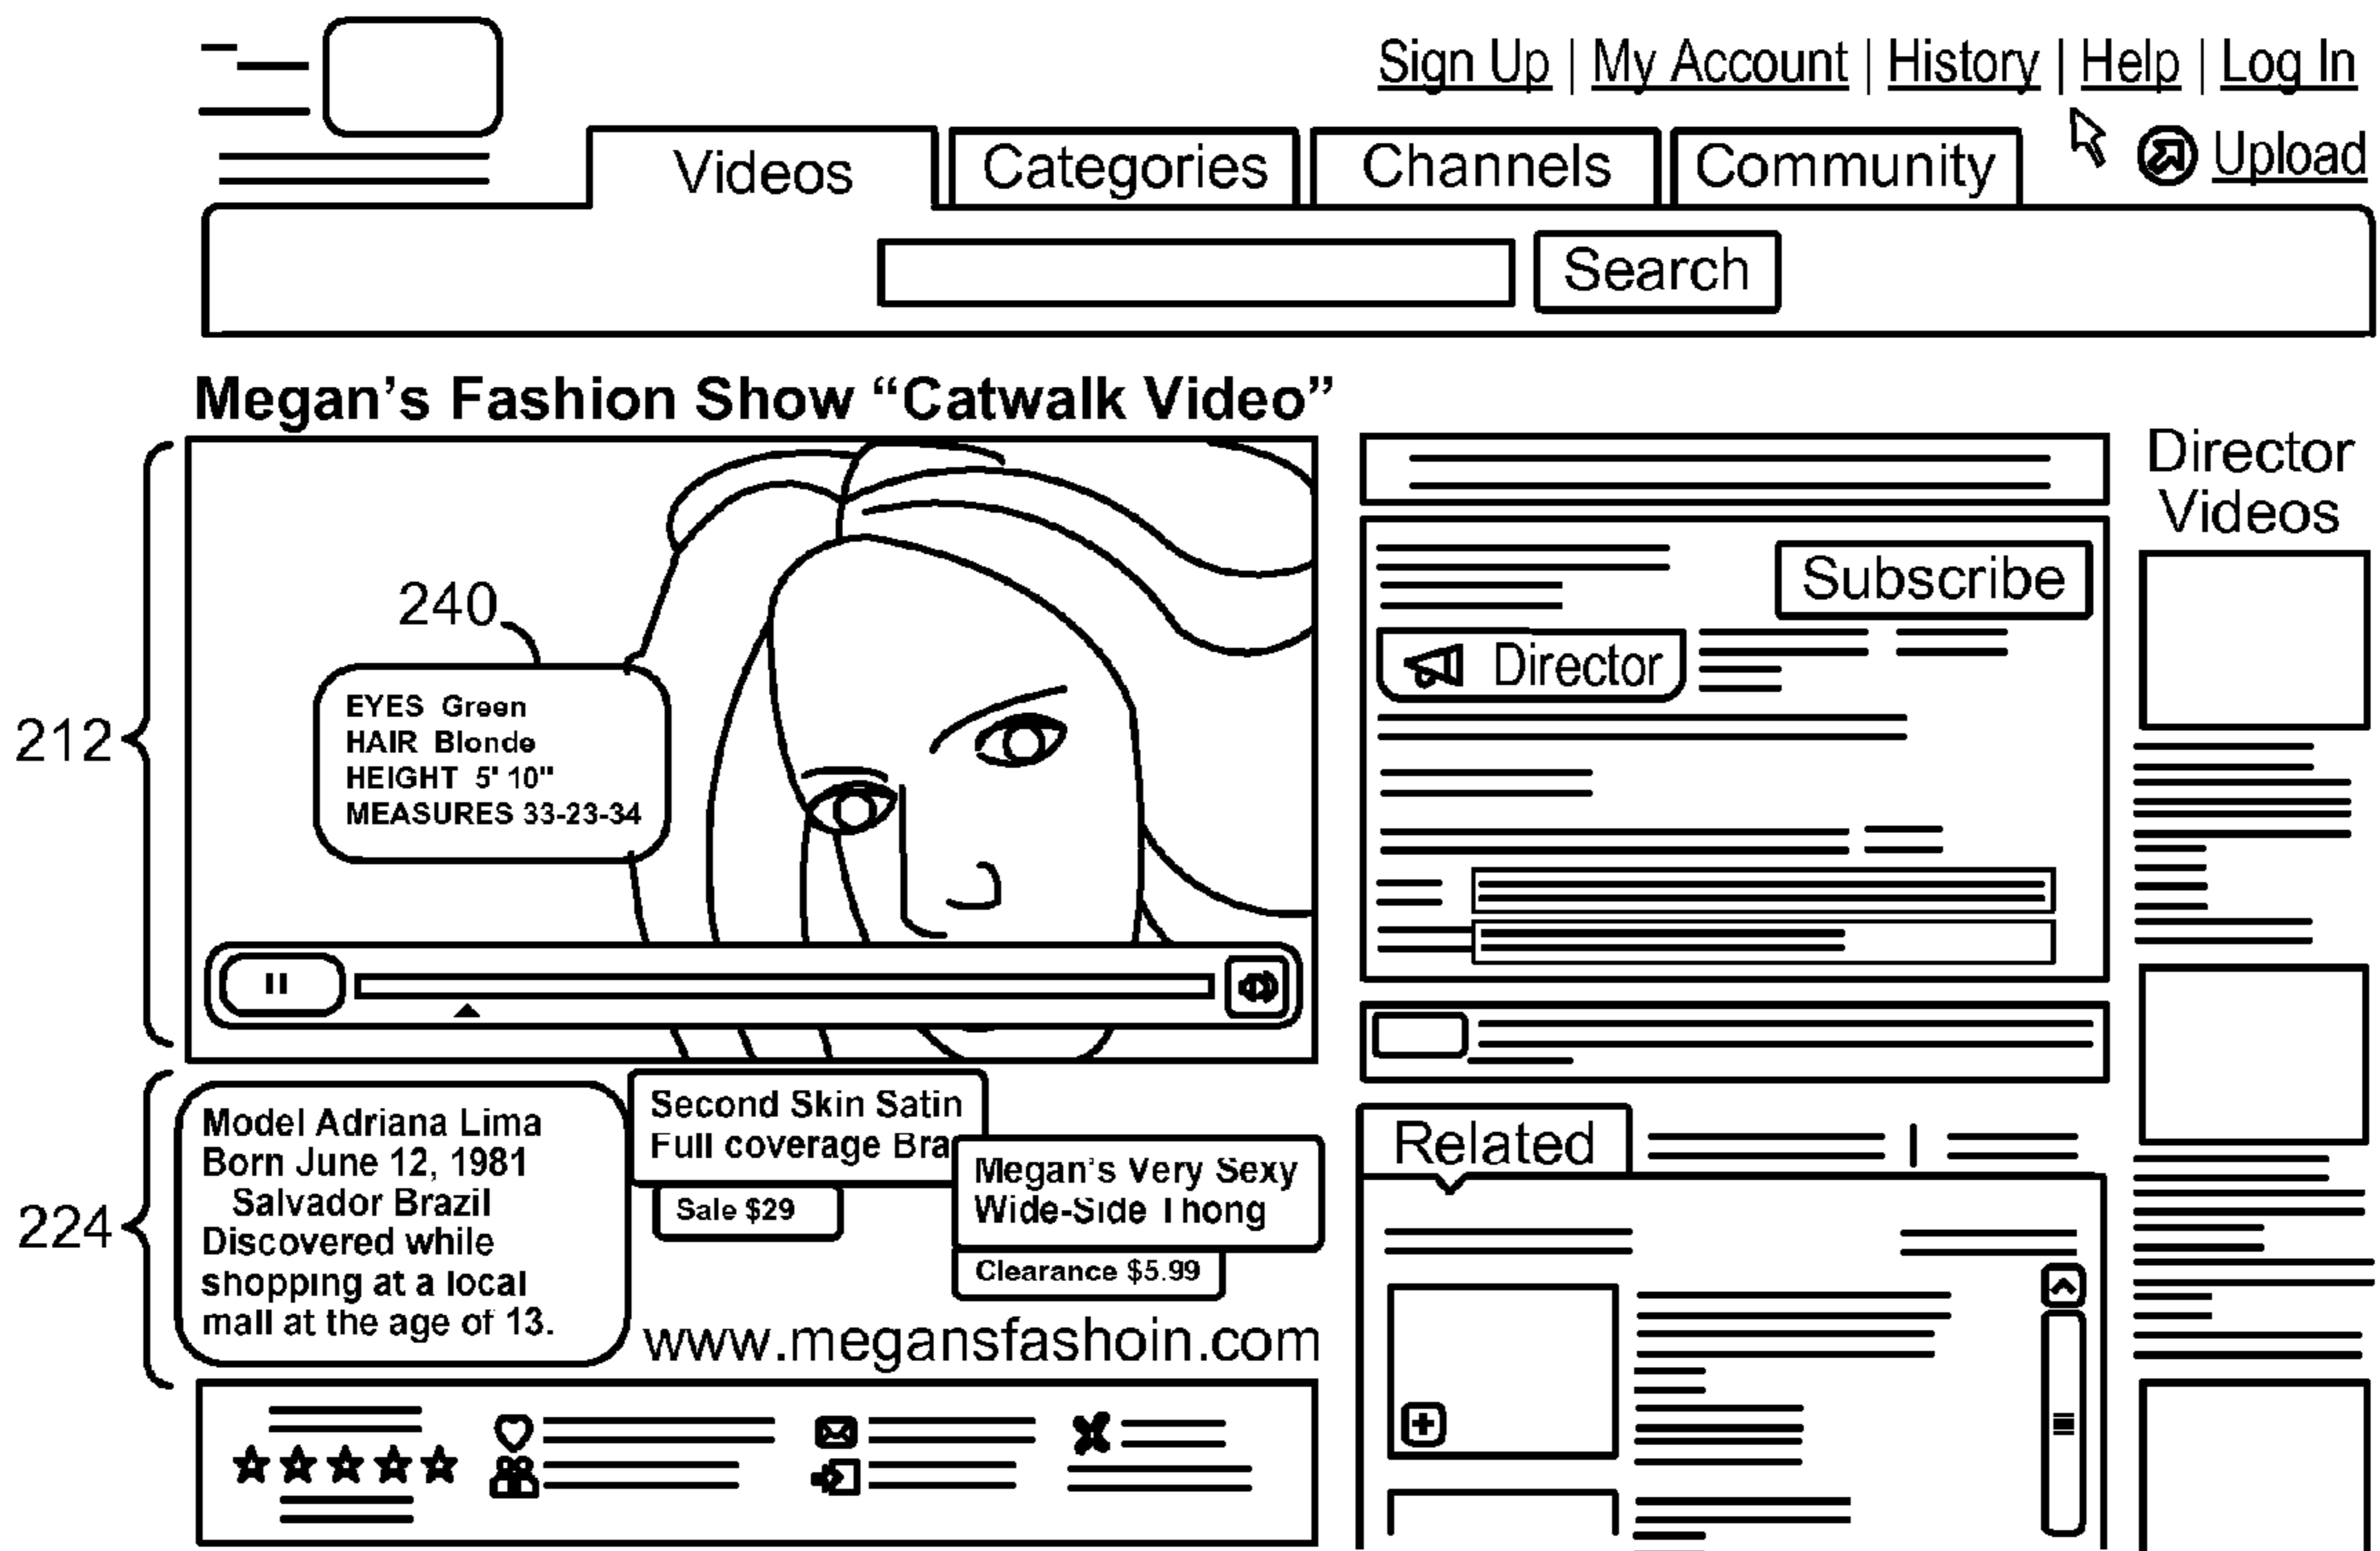 Sign Up | My Account | History | Help | Log In
Videos
Categories
Channels
Community
Upload
Search
Megan's Fashion Show “Catwalk Video”
Director
Videos
240
Subscribe
Director
EYES Green
HAIR Blonde
HEIGHT 5' 10"
MEASURES 33-23-34
212
Model Adriana Lima
Born June 12, 1981
Salvador Brazil
Discovered while
shopping at a local
mall at the age of 13.
224
Second Skin Satin
Full coverage Bra
Sale $29
Megan's Very Sexy
Wide-Side Thong
Clearance $5.99
www.megansfashoin.com
Related